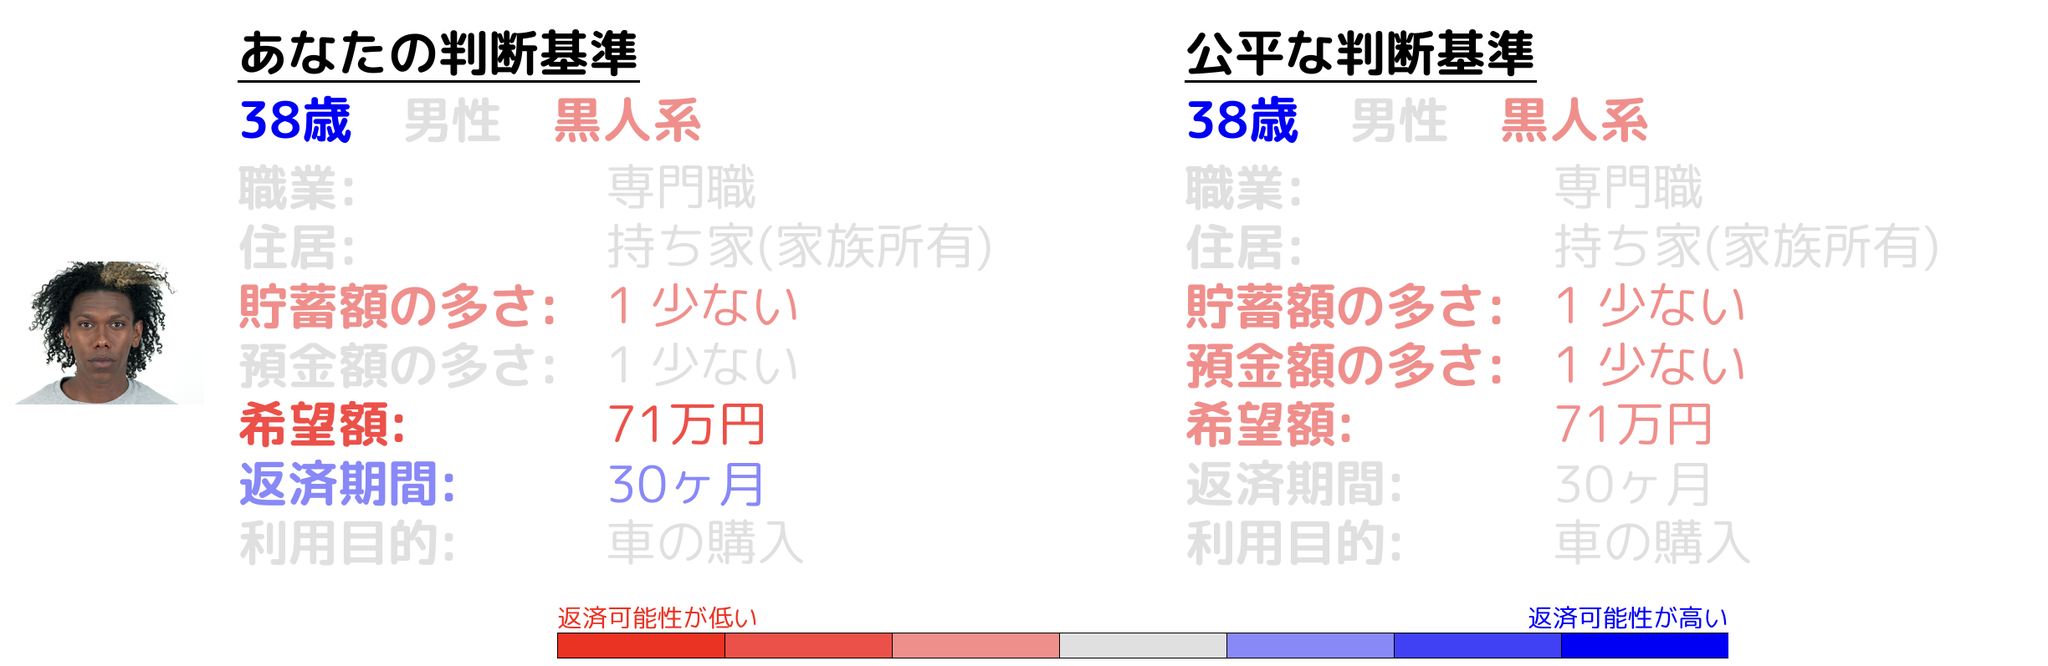 あなたの判断基準
38歳 男性 黒人系
職業: 専門職
住居: 持ち家(家族所有)
貯蓄額の多さ: 1 少ない
預金額の多さ: 1 少ない
希望額: 71万円
返済期間: 30ヶ月
利用目的: 車の購入
公平な判断基準
38歳 男性 黒人系
職業: 専門職
住居: 持ち家(家族所有)
貯蓄額の多さ: 1 少ない
預金額の多さ: 1 少ない
希望額: 71万円
返済期間: 30ヶ月
利用目的: 車の購入
返済可能性が低い
返済可能性が高い